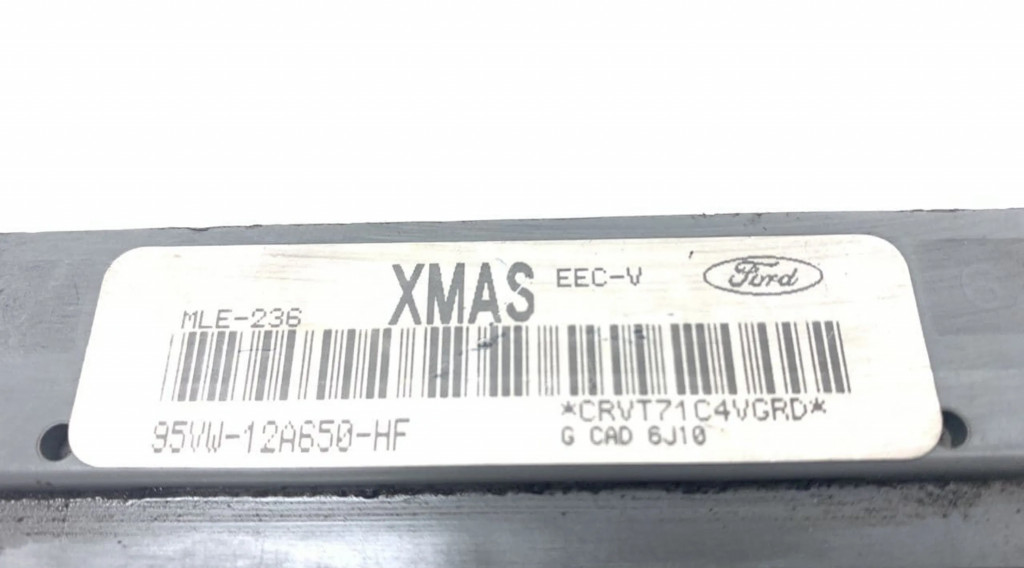 XMAS EEC-V Ford
MLE-236
95VW-12A650-HF
*CRVT71C4VGRD*
G CAD 6J10